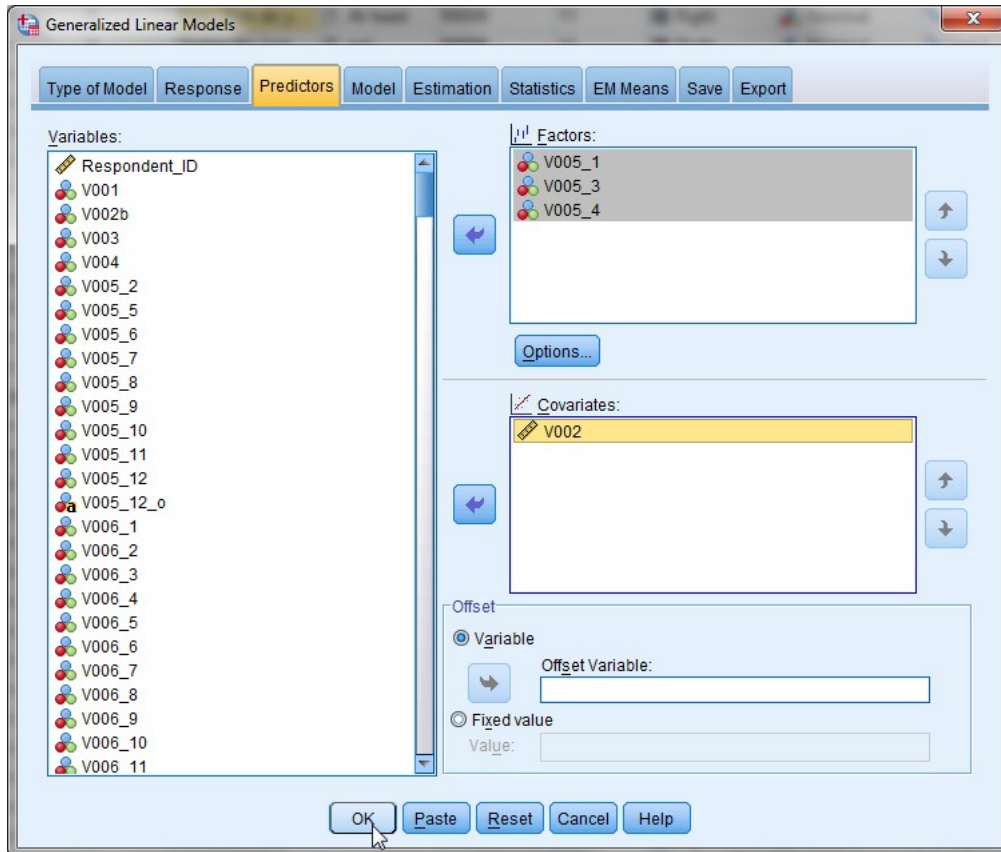 Generalized Linear Models
Type of Model Response Predictors Model Estimation Statistics EM Means Save Export
Variables:
Respondent_ID
V001
V002b
V003
V004
V005_2
V005_5
V005_6
V005_7
V005_8
V005_9
V005_10
V005_11
V005_12
V005_12_o
V006_1
V006_2
V006_3
V006_4
V006_5
V006_6
V006_7
V006_8
V006_9
V006_10
V006_11
Factors:
V005_1
V005_3
V005_4
Options...
Covariates:
V002
Offset
Variable
Offset Variable:
Fixed value
Value:
OK Paste Reset Cancel Help